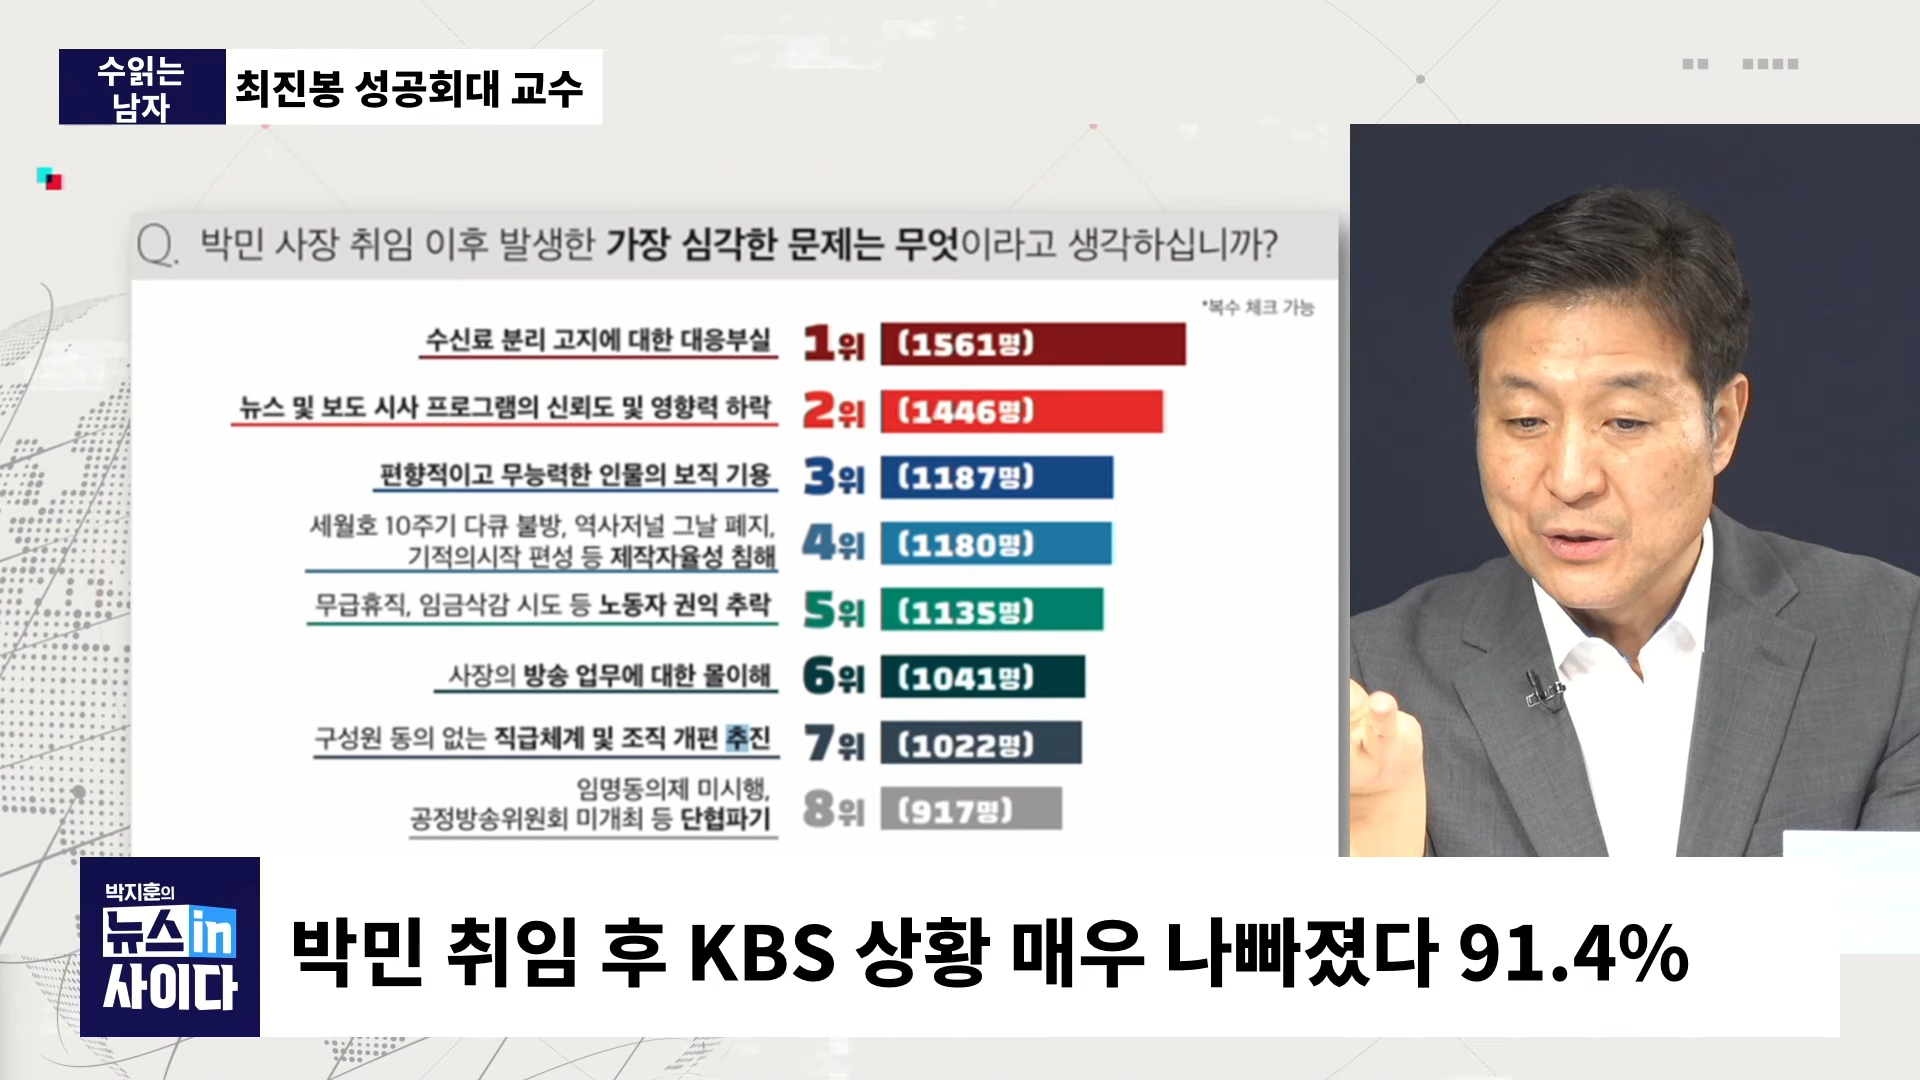 수읽는
남자
최진봉 성공회대 교수
Q. 박민 사장 취임 이후 발생한 가장 심각한 문제는 무엇이라고 생각하십니까?
*복수 체크 가능
수신료 분리 고지에 대한 대응부실 1위 (1561명)
뉴스 및 보도 시사 프로그램의 신뢰도 및 영향력 하락 2위 (1446명)
편향적이고 무능력한 인물의 보직 기용 3위 (1187명)
세월호 10주기 다큐 불방, 역사저널 그날 폐지,
기적의시작 편성 등 제작자율성 침해 4위 (1180명)
무급휴직, 임금삭감 시도 등 노동자 권익 추락 5위 (1135명)
사장의 방송 업무에 대한 몰이해 6위 (1041명)
구성원 동의 없는 직급체계 및 조직 개편 추진 7위 (1022명)
임명동의제 미시행,
공정방송위원회 미개최 등 단협파기 8위 (917명)
박지훈의
뉴스in
사이다
박민 취임 후 KBS 상황 매우 나빠졌다 91.4%